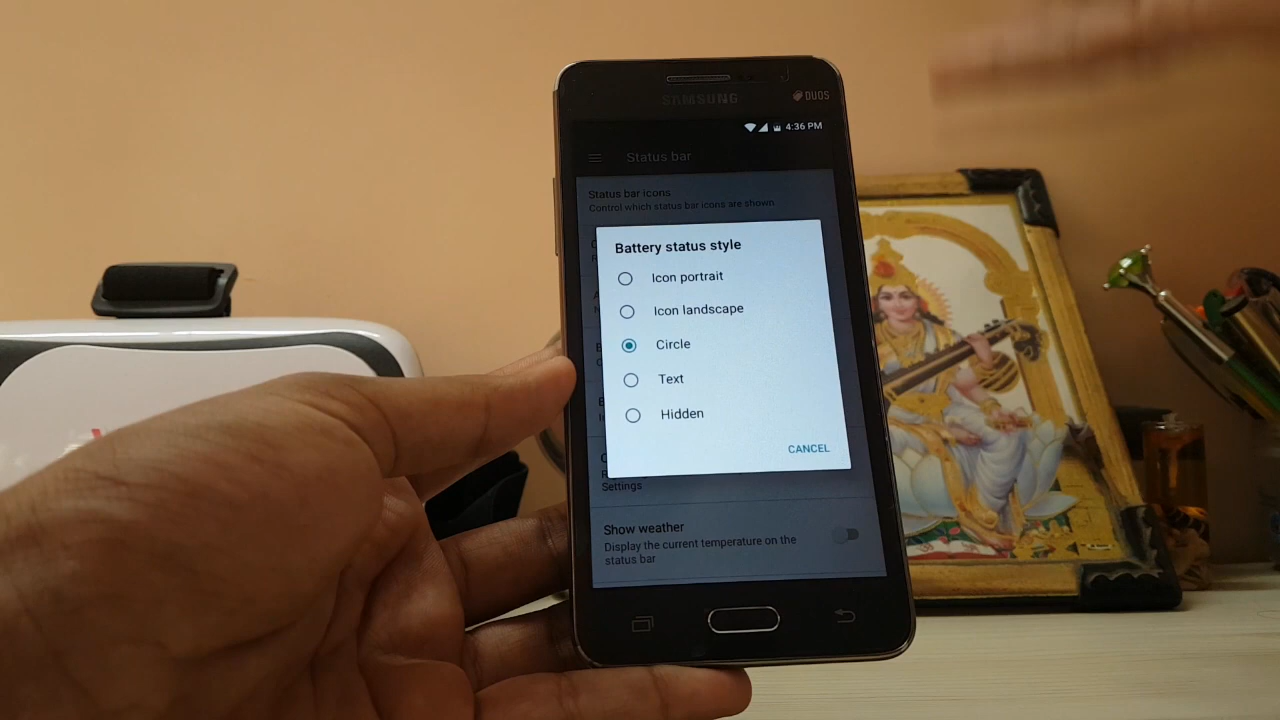 SAMSUNG
DUOS
4:36 PM
Status bar
Status bar icons
Control which status bar icons are shown
Battery status style
Icon portrait
Icon landscape
Circle
Text
Hidden
CANCEL
Settings
Show weather
Display the current temperature on the
status bar